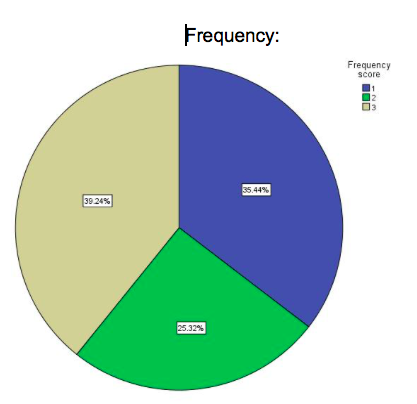 Frequency:
Frequency
score
1
2
3
39.24%
35.44%
25.32%